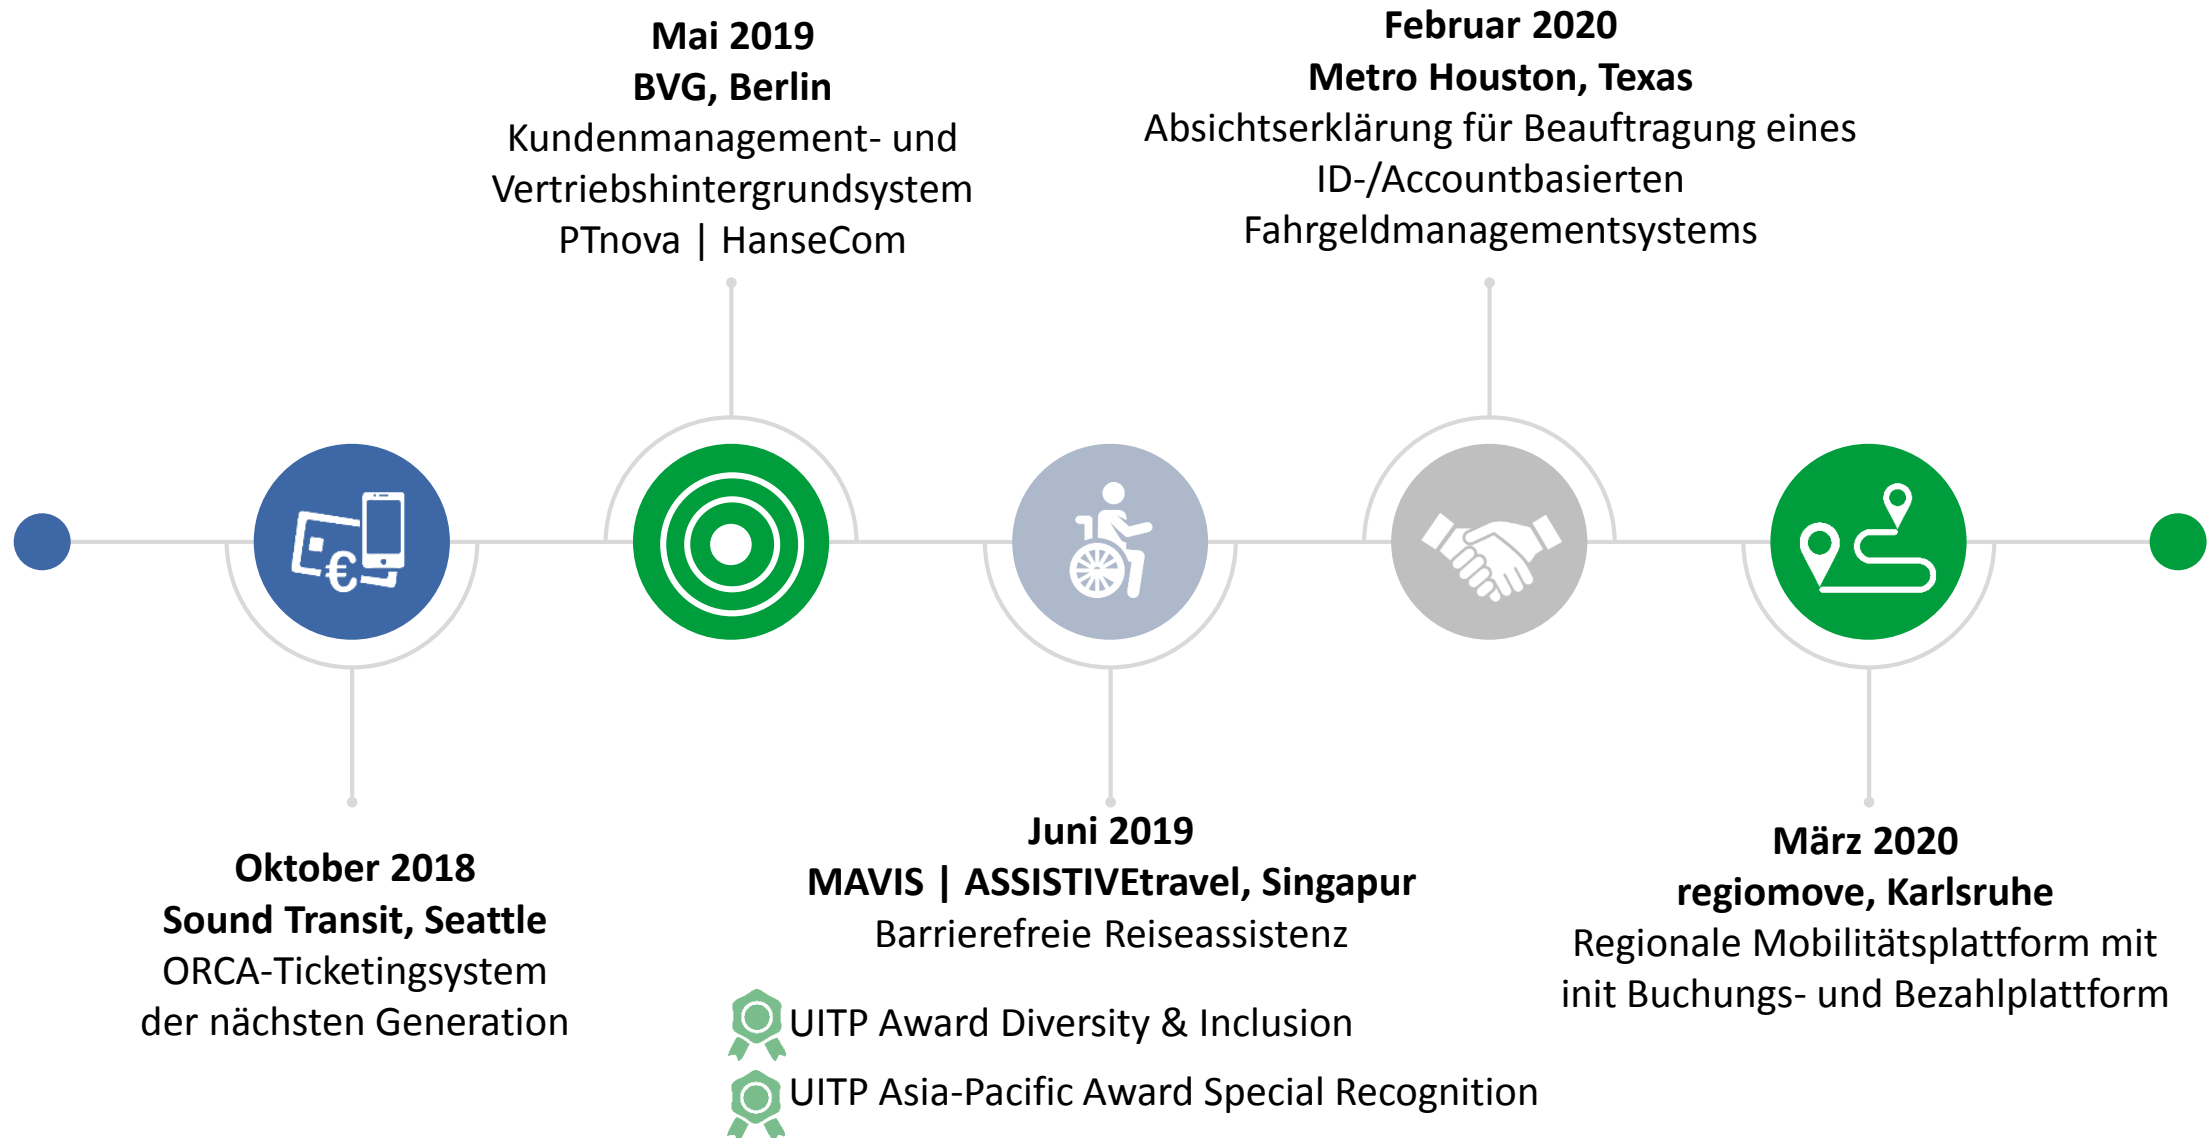 Mai 2019
BVG, Berlin
Kundenmanagement- und
Vertriebshintergrundsystem
PTnova | HanseCom
Februar 2020
Metro Houston, Texas
Absichtserklärung für Beauftragung eines
ID-/Accountbasierten
Fahrgeldmanagementsystems
€
Oktober 2018
Sound Transit, Seattle
ORCA-Ticketingsystem
der nächsten Generation
Juni 2019
MAVIS | ASSISTIVEtravel, Singapur
Barrierefreie Reiseassistenz
UITP Award Diversity & Inclusion
UITP Asia-Pacific Award Special Recognition
März 2020
regiomove, Karlsruhe
Regionale Mobilitätsplattform mit
init Buchungs- und Bezahlplattform